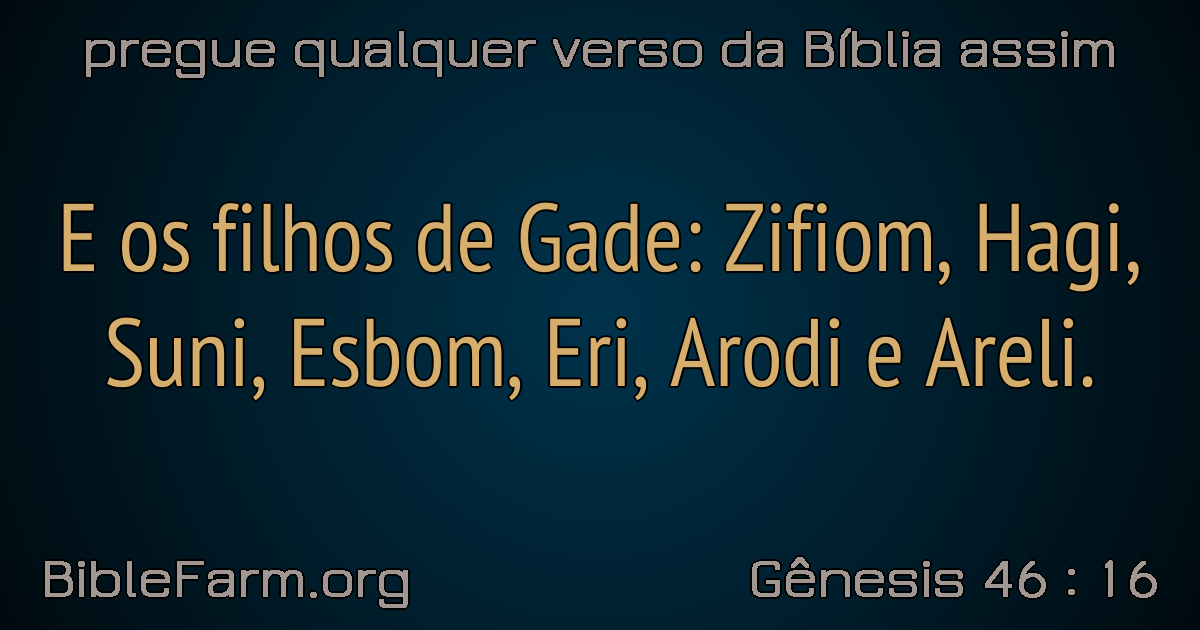 pregue qualquer verso da Bíblia assim
E os filhos de Gade: Zifiom, Hagi,
Suni, Esbom, Eri, Arodi e Areli.
BibleFarm.org
Gênesis 46 : 16